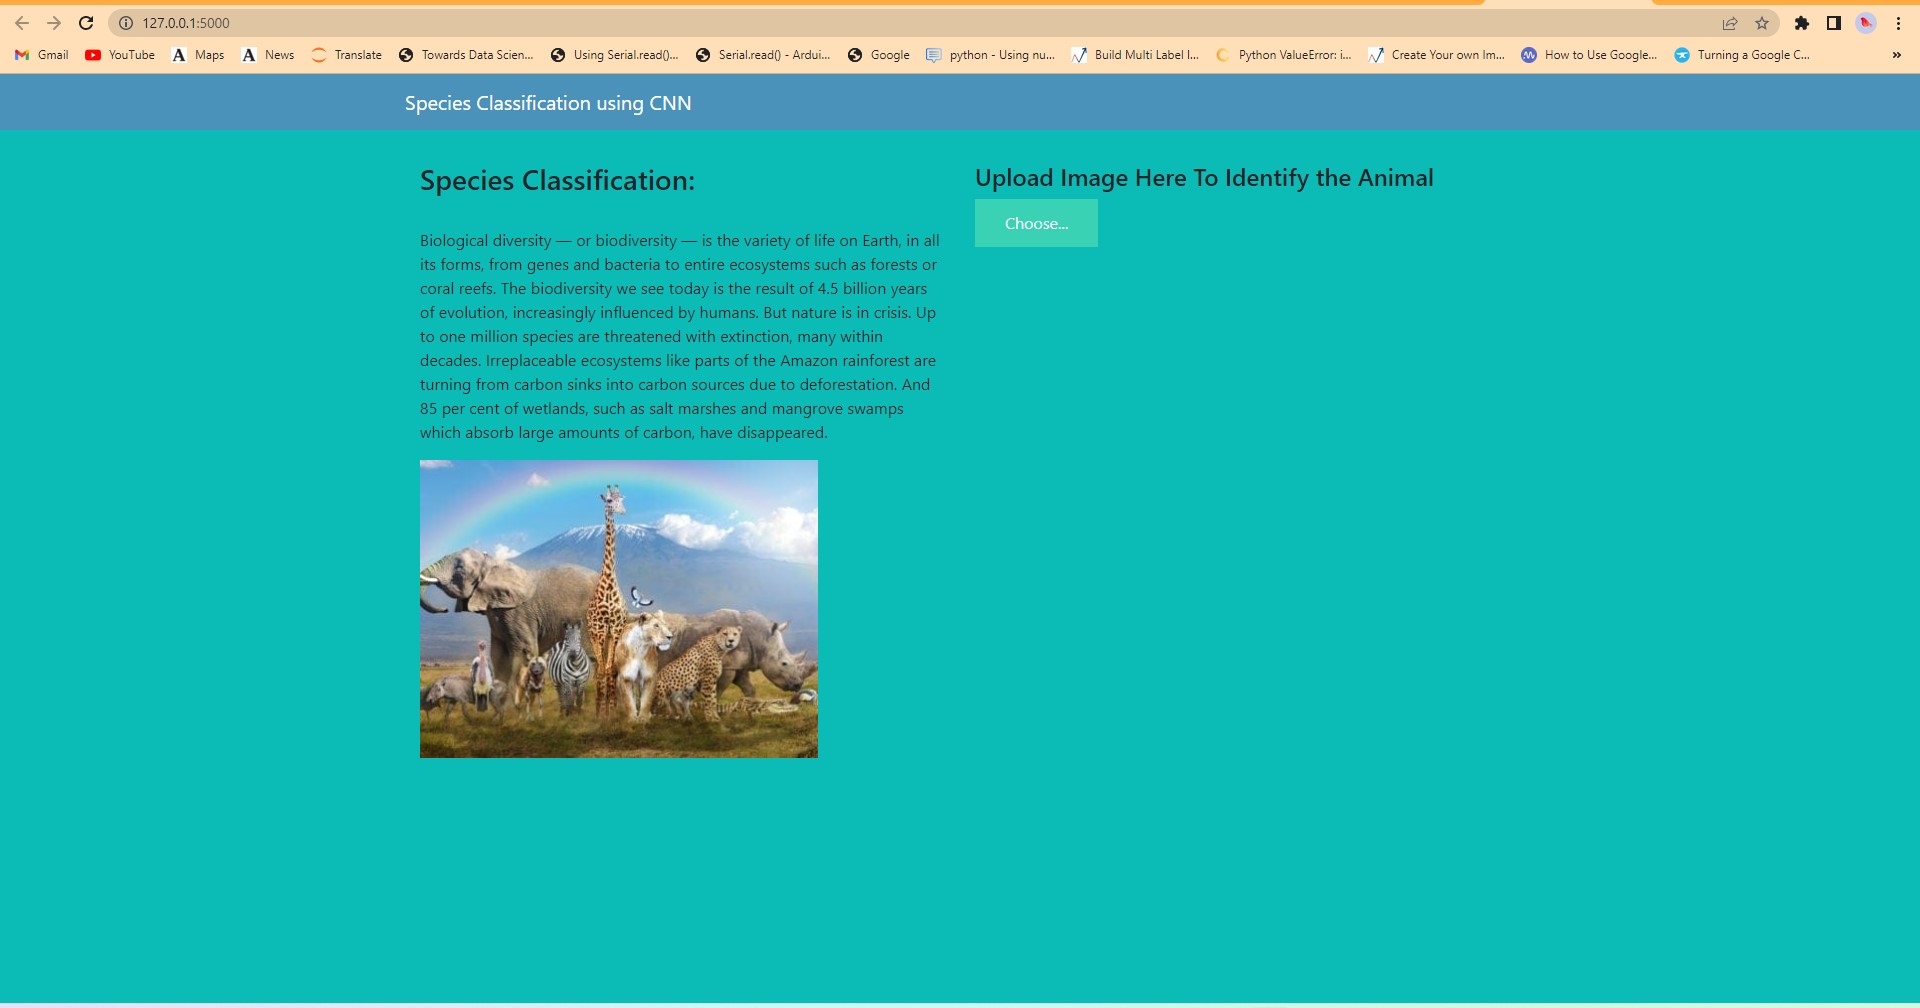 127.0.0.1:5000
Gmail YouTube Maps News Translate Towards Data Scien... Using Serial.read()... Serial.read() - Ardui... Google python - Using nu... Build Multi Label I... Python ValueError: i... Create Your own Im... How to Use Google... Turning a Google C... »
Species Classification using CNN
Species Classification:
Biological diversity — or biodiversity — is the variety of life on Earth, in all
its forms, from genes and bacteria to entire ecosystems such as forests or
coral reefs. The biodiversity we see today is the result of 4.5 billion years
of evolution, increasingly influenced by humans. But nature is in crisis. Up
to one million species are threatened with extinction, many within
decades. Irreplaceable ecosystems like parts of the Amazon rainforest are
turning from carbon sinks into carbon sources due to deforestation. And
85 per cent of wetlands, such as salt marshes and mangrove swamps
which absorb large amounts of carbon, have disappeared.
Upload Image Here To Identify the Animal
Choose...